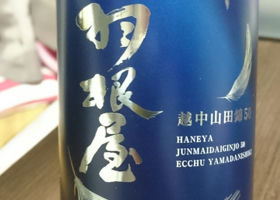 羽根屋
越中山田錦50
HANEYA
JUNMAIDAIGINJO 50
ECCHU YAMADANISHIKI